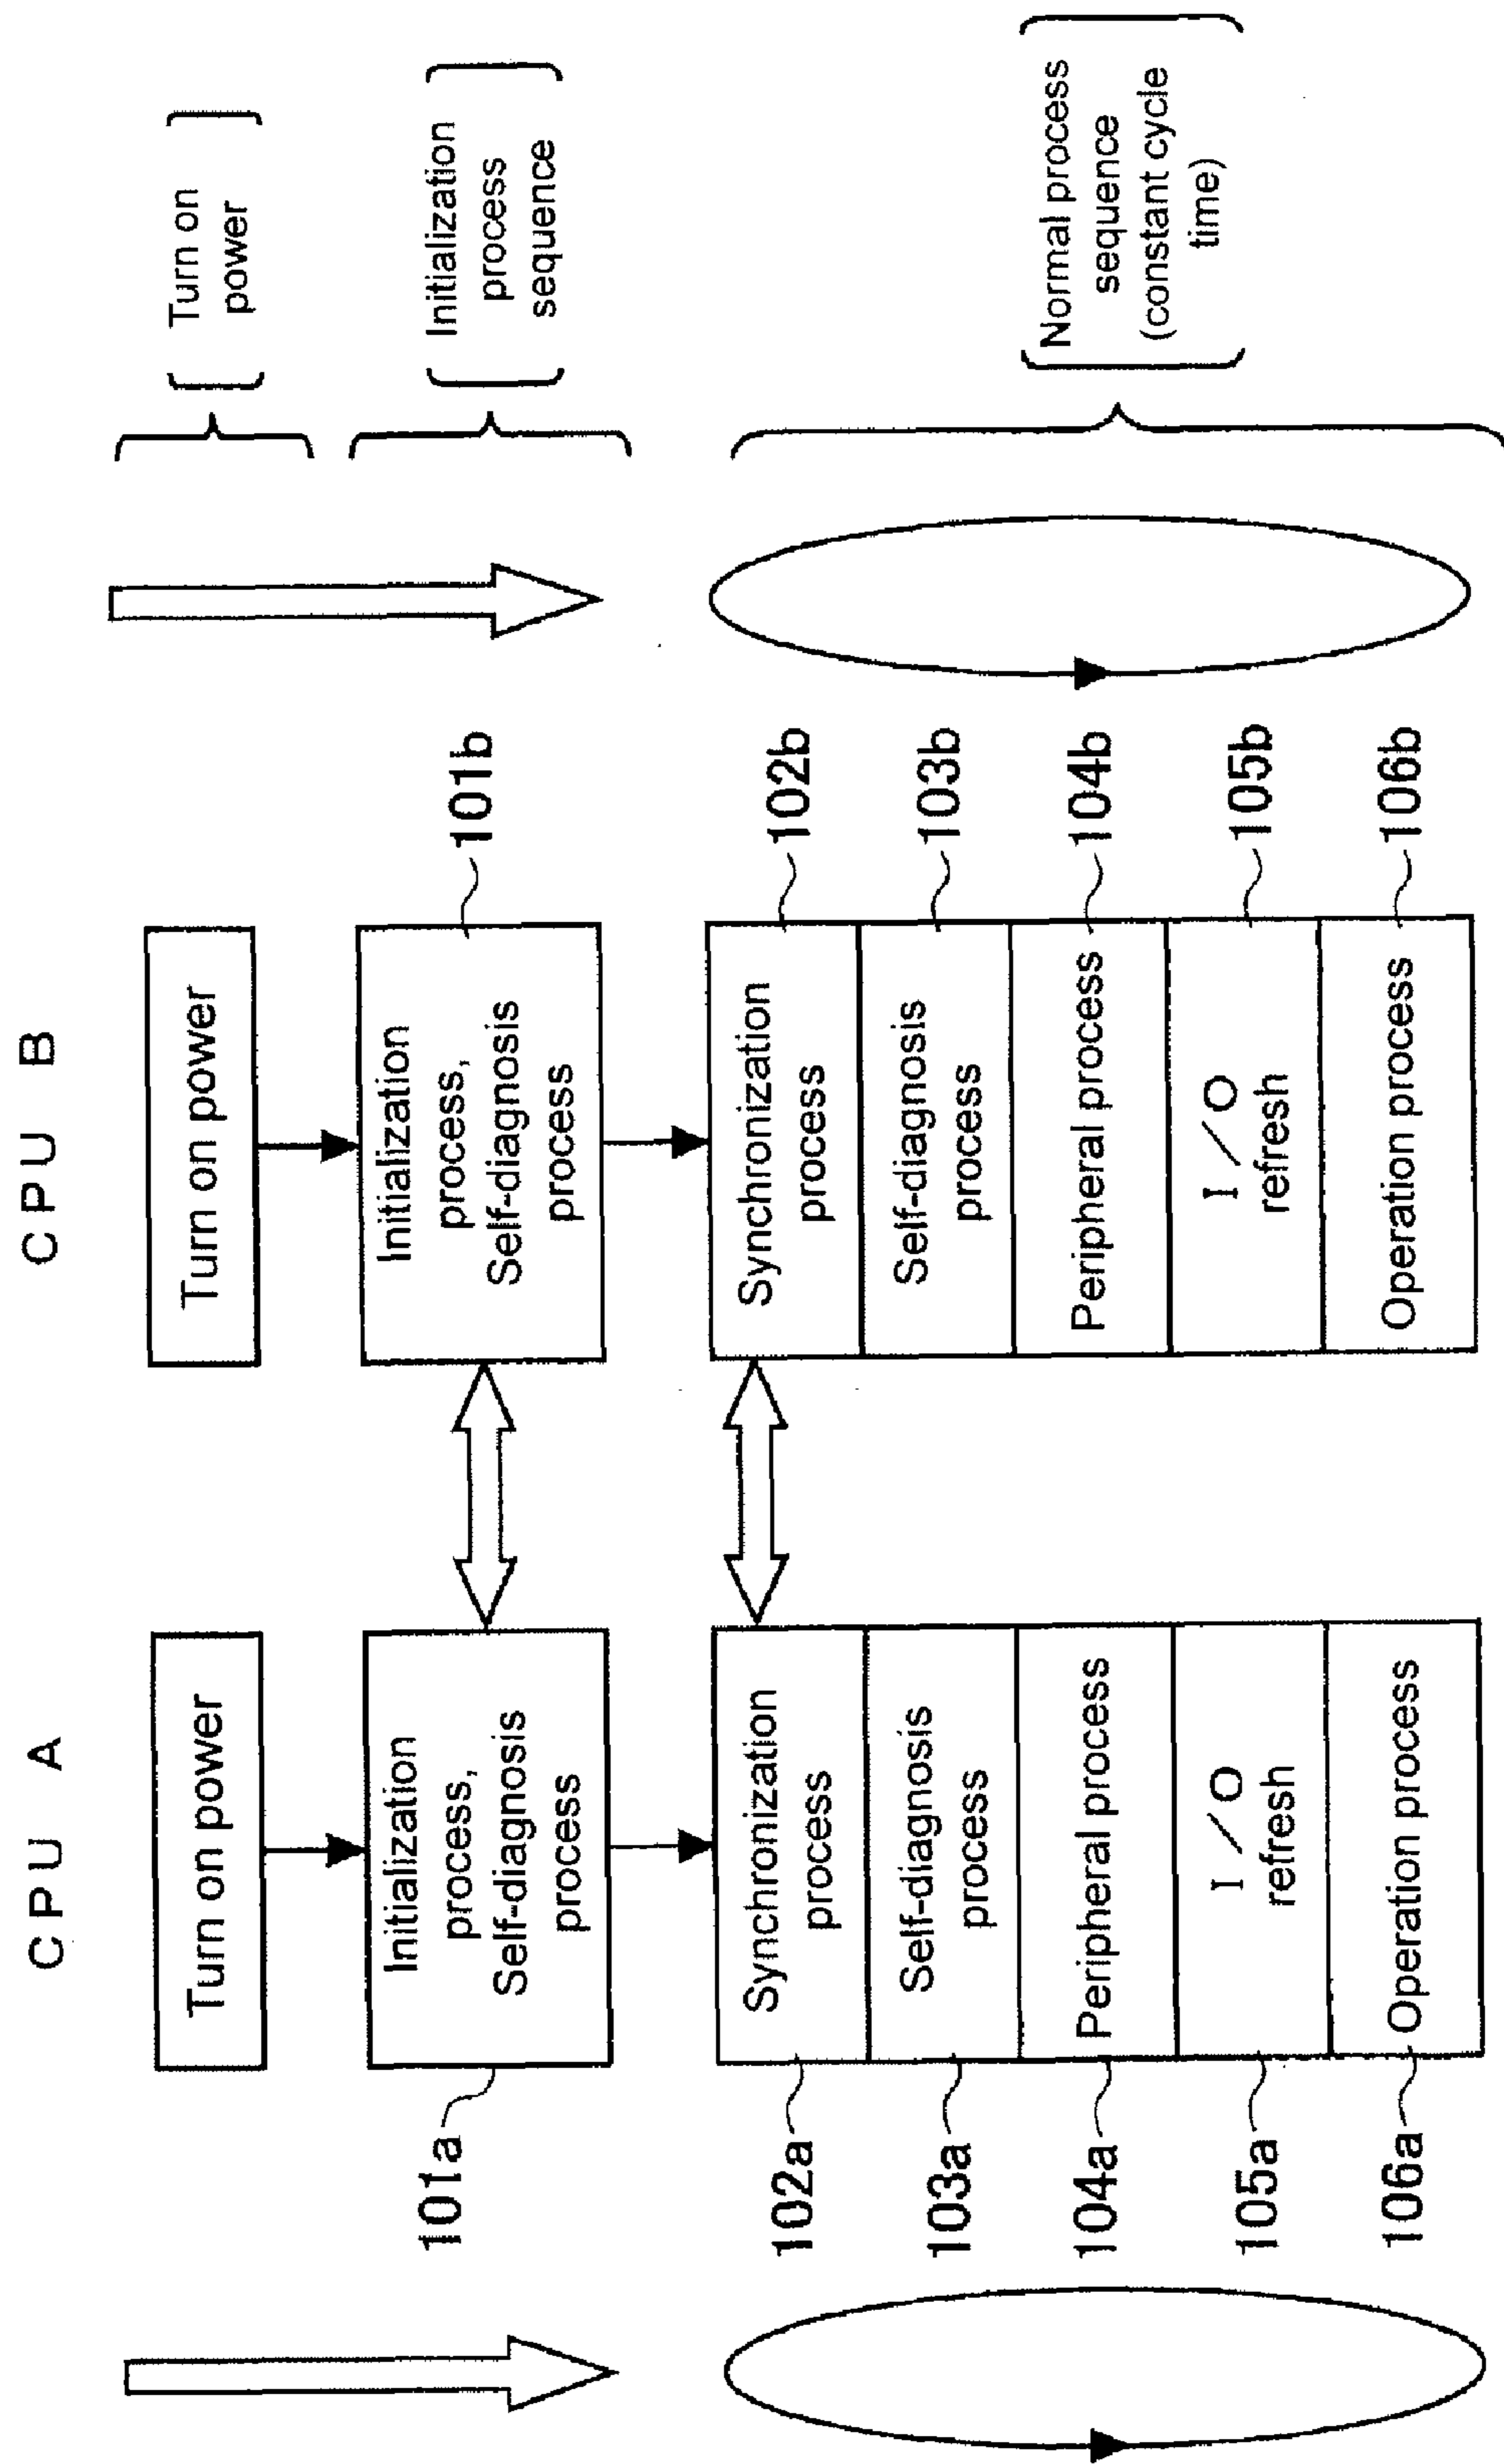 CPU A
CPU B
Turn on power
Turn on power
Turn on
power
101a
Initialization
process,
Self-diagnosis
process
Initialization
process,
Self-diagnosis
process
101b
Initialization
process
sequence
102a
Synchronization
process
Synchronization
process
102b
103a
Self-diagnosis
process
Self-diagnosis
process
103b
104a
Peripheral process
Peripheral process
104b
105a
I/O
refresh
I/O
refresh
105b
106a
Operation process
Operation process
106b
Normal process
sequence
(constant cycle
time)